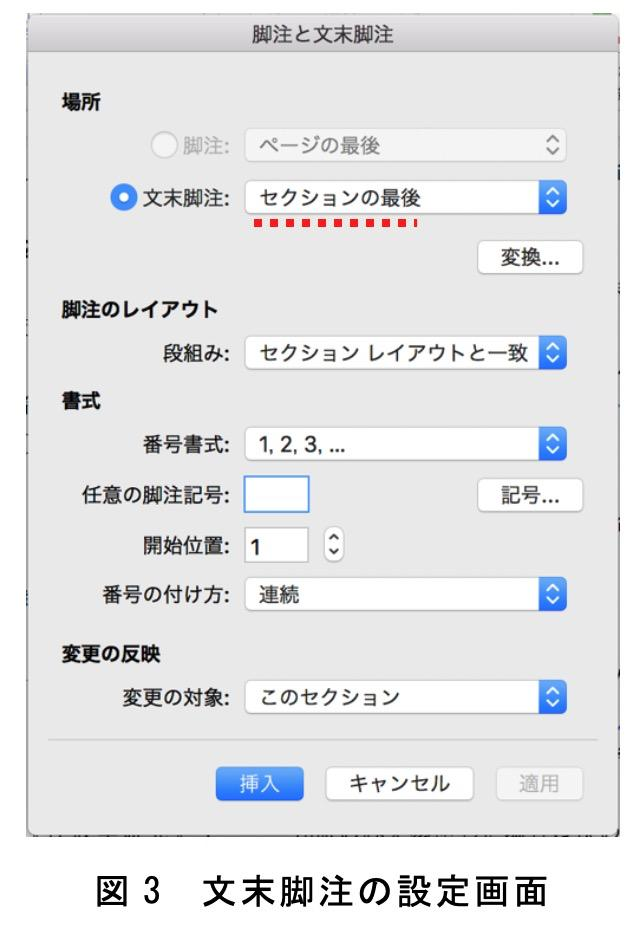 脚注と文末脚注
場所
脚注: ページの最後
文末脚注: セクションの最後
変換...
脚注のレイアウト
段組み: セクション レイアウトと一致
書式
番号書式: 1, 2, 3, ...
任意の脚注記号: 記号...
開始位置: 1
番号の付け方: 連続
変更の反映
変更の対象: このセクション
挿入 キャンセル 適用
図3 文末脚注の設定画面